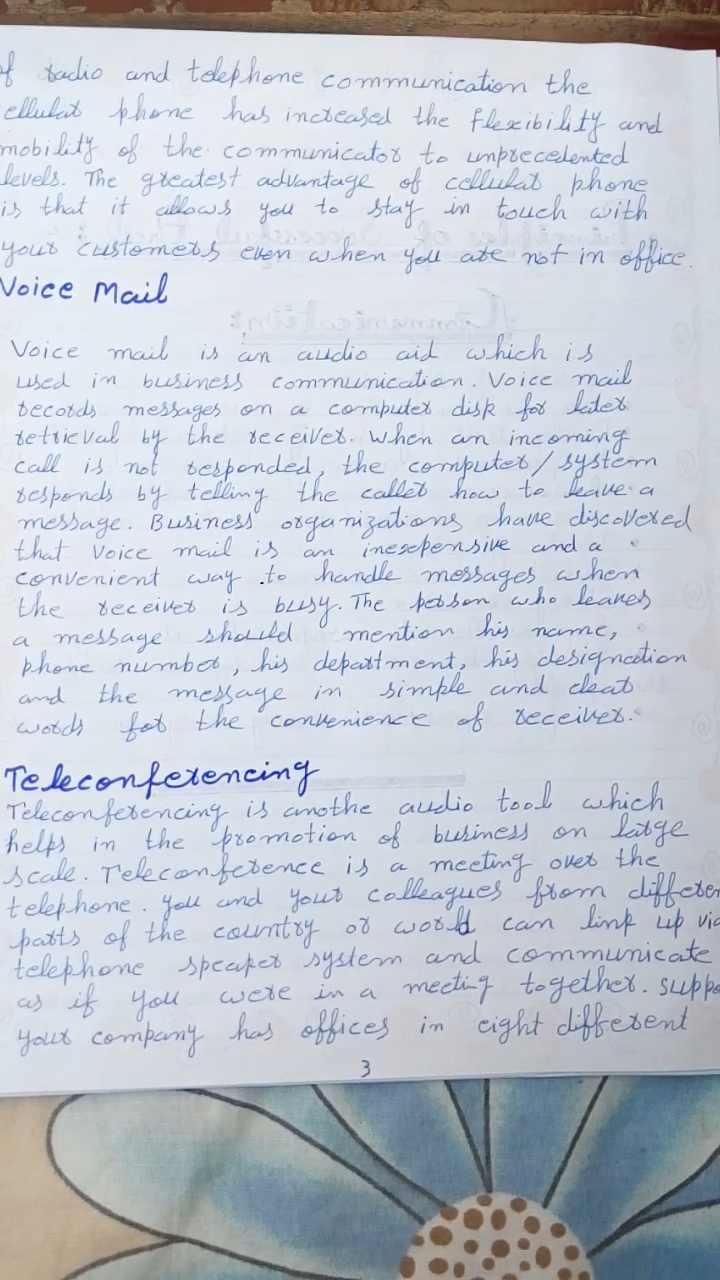 of radio and telephone communication the
cellular phone has increased the flexibility and
mobility of the communicator to unprecedented
levels. The greatest advantage of cellular phone
is that it allows you to stay in touch with
your customers even when you are not in office.
Voice Mail
Voice mail is an audio aid which is
used in business communication. Voice mail
records messages on a computer disk for later
retrieval by the receiver. When an incoming
call is not responded, the computer/system
responds by telling the caller how to leave a
message. Business organizations have discovered
that Voice mail is an inexepensive and a
convenient way to handle messages when
the receiver is busy. The person who leaves
a message should mention his name,
phone number, his department, his designation
and the message in simple and clear
words for the convenience of receiver.
Teleconferencing
Teleconferencing is anothe audio tool which
helps in the promotion of business on large
scale. Teleconference is a meeting over the
telephone. You and your colleagues from differen
parts of the country or world can link up via
telephone speaker system and communicate
as if you were in a meeting together. Suppo
your company has offices in eight different
3